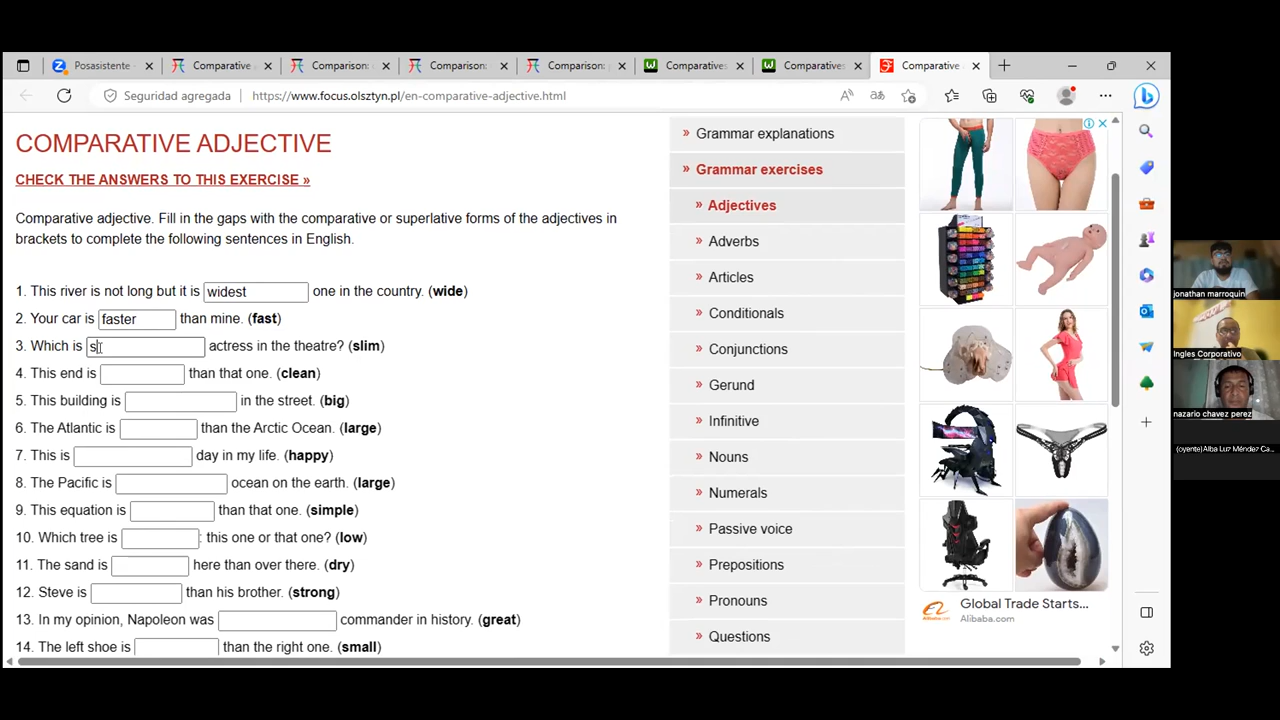 Posasistente -
Comparative
Comparison:
Comparison:
Comparison:
Comparatives
Comparatives
Comparative
Seguridad agregada
https://www.focus.olsztyn.pl/en-comparative-adjective.html
COMPARATIVE ADJECTIVE
CHECK THE ANSWERS TO THIS EXERCISE »
Comparative adjective. Fill in the gaps with the comparative or superlative forms of the adjectives in
brackets to complete the following sentences in English.
1. This river is not long but it is widest one in the country. (wide)
2. Your car is faster than mine. (fast)
3. Which is s actress in the theatre? (slim)
4. This end is than that one. (clean)
5. This building is in the street. (big)
6. The Atlantic is than the Arctic Ocean. (large)
7. This is day in my life. (happy)
8. The Pacific is ocean on the earth. (large)
9. This equation is than that one. (simple)
10. Which tree is : this one or that one? (low)
11. The sand is here than over there. (dry)
12. Steve is than his brother. (strong)
13. In my opinion, Napoleon was commander in history. (great)
14. The left shoe is than the right one. (small)
» Grammar explanations
» Grammar exercises
» Adjectives
» Adverbs
» Articles
» Conditionals
» Conjunctions
» Gerund
» Infinitive
» Nouns
» Numerals
» Passive voice
» Prepositions
» Pronouns
» Questions
Global Trade Starts...
Alibaba.com
jonathan marroquin
Ingles Corporativo
nazario chavez perez
(oyente)Alba Luz Méndez Ca...